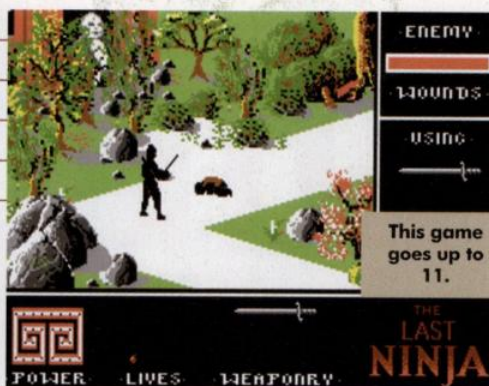 ENEMY
WOUNDS
USING
This game
goes up to
11.
THE
LAST
NINJA
POWER
LIVES
WEAPONRY